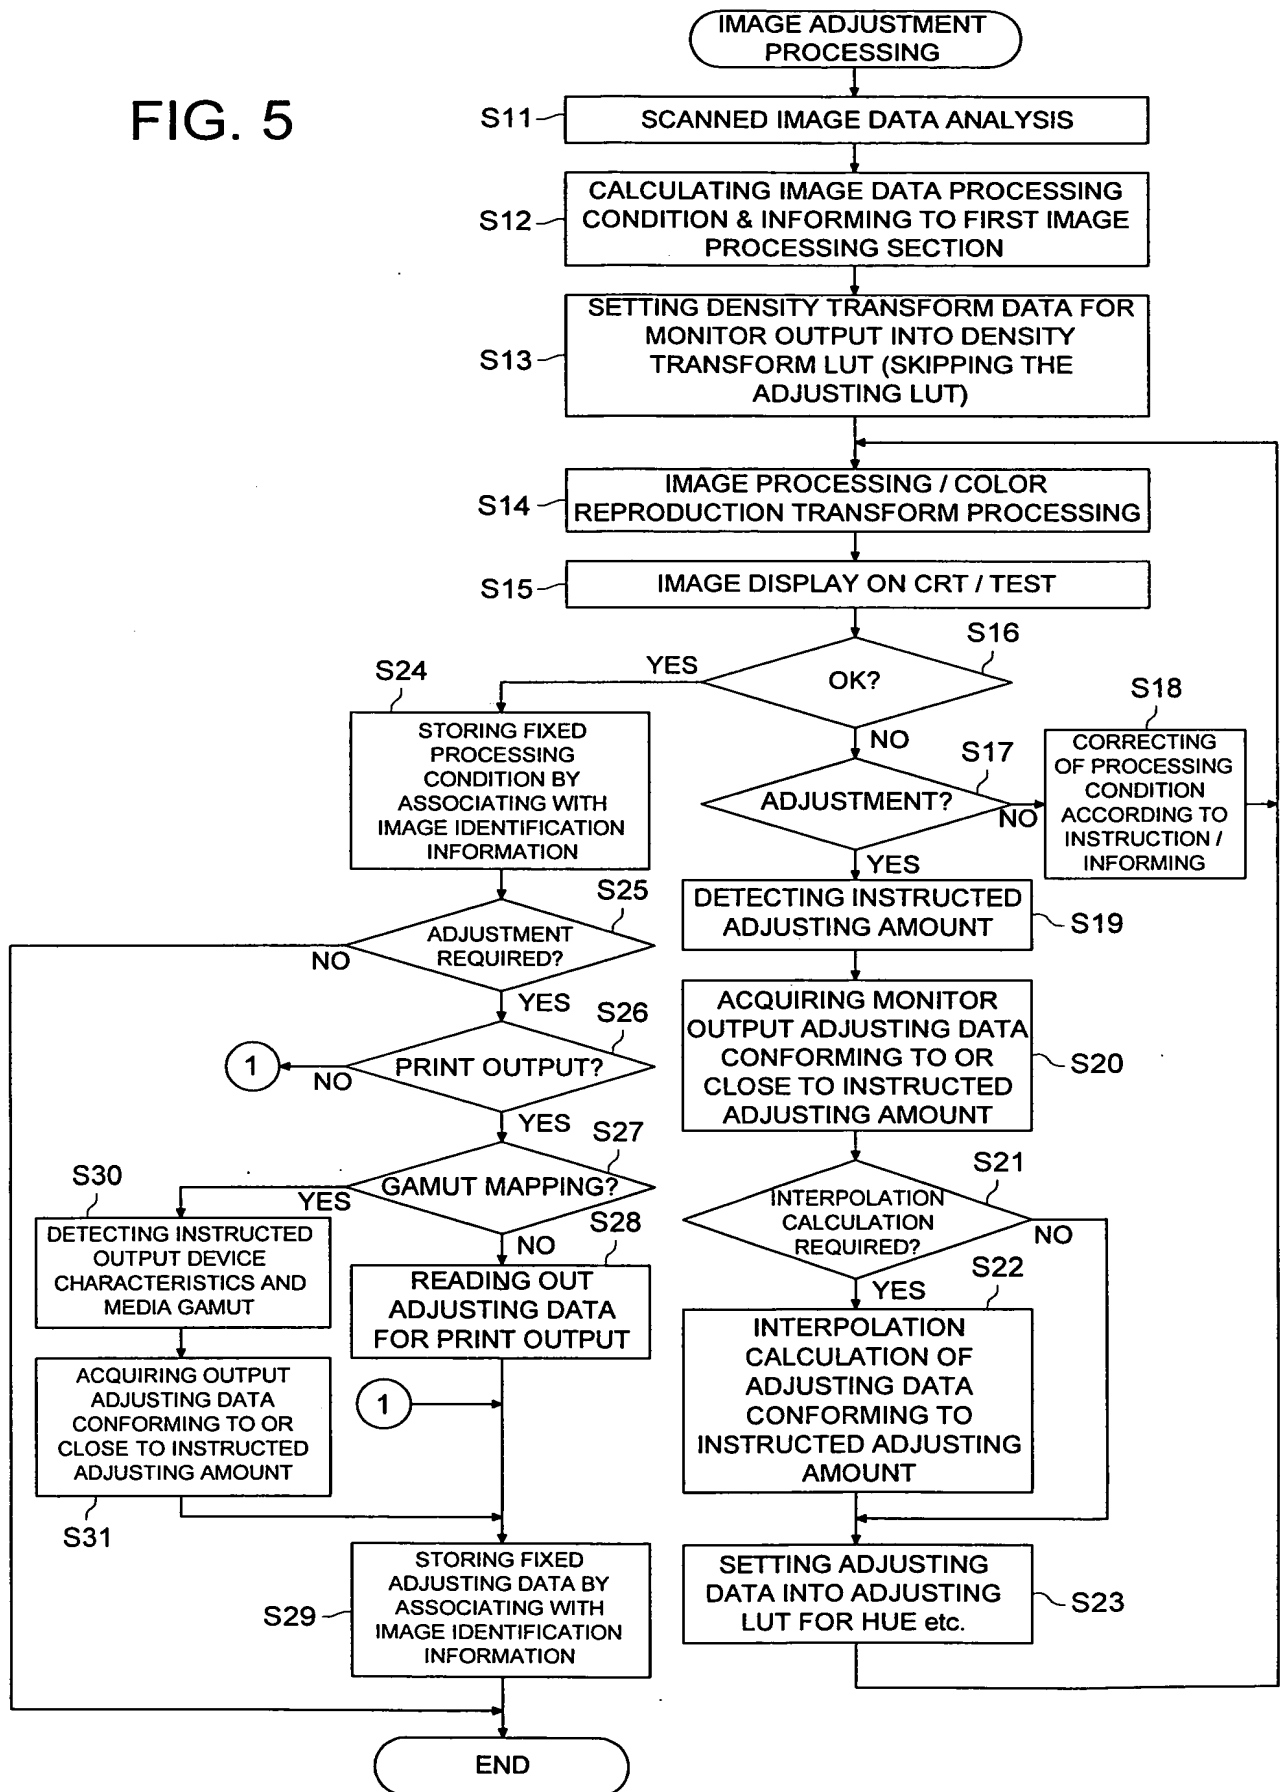 FIG. 5
IMAGE ADJUSTMENT
PROCESSING
S11
SCANNED IMAGE DATA ANALYSIS
S12
CALCULATING IMAGE DATA PROCESSING
CONDITION & INFORMING TO FIRST IMAGE
PROCESSING SECTION
S13
SETTING DENSITY TRANSFORM DATA FOR
MONITOR OUTPUT INTO DENSITY
TRANSFORM LUT (SKIPPING THE
ADJUSTING LUT)
S14
IMAGE PROCESSING / COLOR
REPRODUCTION TRANSFORM PROCESSING
S15
IMAGE DISPLAY ON CRT / TEST
S16
OK?
YES
NO
S17
ADJUSTMENT?
NO
YES
S18
CORRECTING
OF PROCESSING
CONDITION
ACCORDING TO
INSTRUCTION /
INFORMING
S19
DETECTING INSTRUCTED
ADJUSTING AMOUNT
S20
ACQUIRING MONITOR
OUTPUT ADJUSTING DATA
CONFORMING TO OR
CLOSE TO INSTRUCTED
ADJUSTING AMOUNT
S21
INTERPOLATION
CALCULATION
REQUIRED?
NO
YES
S22
INTERPOLATION
CALCULATION OF
ADJUSTING DATA
CONFORMING TO
INSTRUCTED ADJUSTING
AMOUNT
S23
SETTING ADJUSTING
DATA INTO ADJUSTING
LUT FOR HUE etc.
S24
STORING FIXED
PROCESSING
CONDITION BY
ASSOCIATING WITH
IMAGE IDENTIFICATION
INFORMATION
S25
ADJUSTMENT
REQUIRED?
NO
YES
S26
PRINT OUTPUT?
NO
1
YES
S27
GAMUT MAPPING?
YES
NO
S28
READING OUT
ADJUSTING DATA
FOR PRINT OUTPUT
1
S30
DETECTING INSTRUCTED
OUTPUT DEVICE
CHARACTERISTICS AND
MEDIA GAMUT
ACQUIRING OUTPUT
ADJUSTING DATA
CONFORMING TO OR
CLOSE TO INSTRUCTED
ADJUSTING AMOUNT
S31
S29
STORING FIXED
ADJUSTING DATA BY
ASSOCIATING WITH
IMAGE IDENTIFICATION
INFORMATION
END